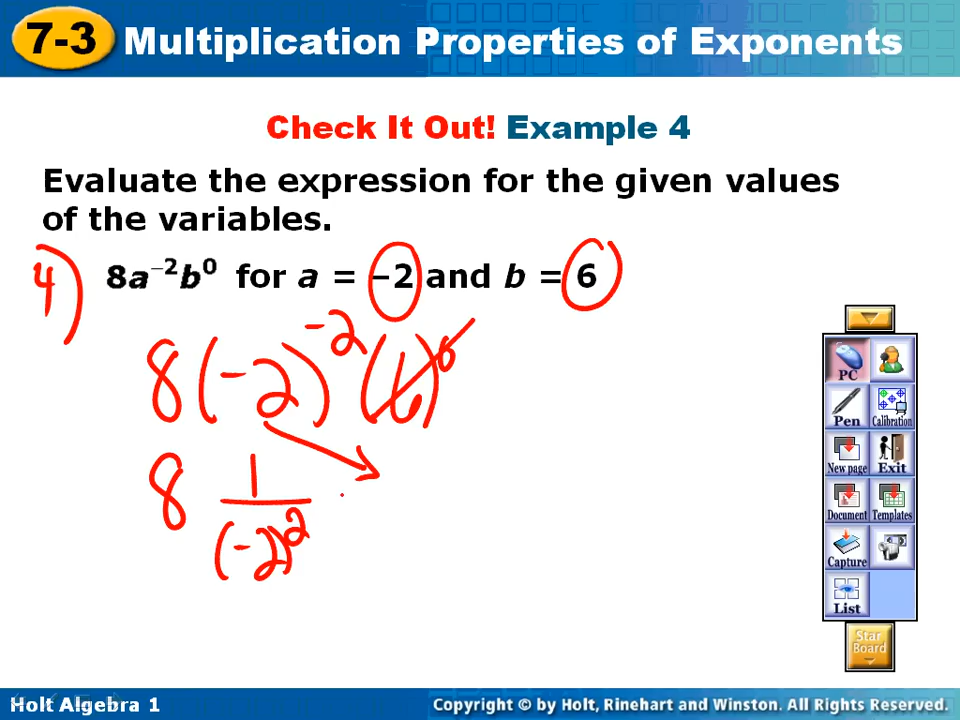 7-3 Multiplication Properties of Exponents
Check It Out! Example 4
Evaluate the expression for the given values
of the variables.
4) 8a⁻²b⁰ for a = –2 and b = 6
8(-2)⁻²(6)⁰
8 1/(-2)²
PC
Pen Calibration
New page Exit
Document Templates
Capture
List
Star
Board
Holt Algebra 1 Copyright © by Holt, Rinehart and Winston. All Rights Reserved.